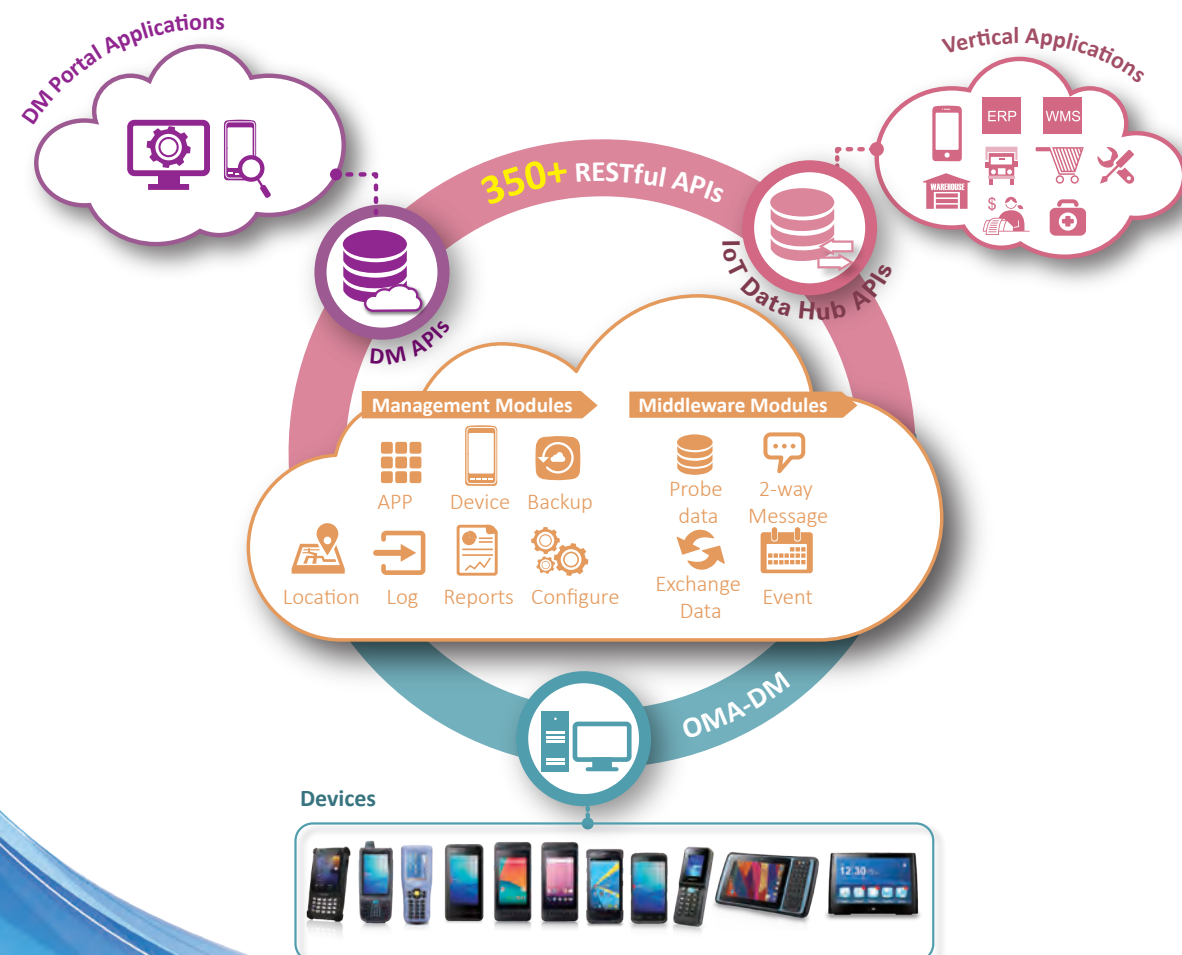 DM Portal Applications
Vertical Applications
ERP
WMS
WAREHOUSE
$
350+ RESTful APIs
IoT Data Hub APIs
DM APIs
Management Modules
Middleware Modules
APP
Device
Backup
Probe
data
2-way
Message
Location
Log
Reports
Configure
Exchange
Data
Event
OMA-DM
Devices
12:30